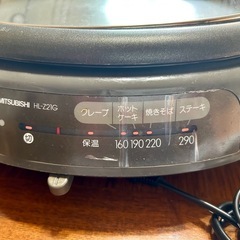 MITSUBISHI HL-Z21G
クレープ ホットケーキ 焼きそば ステーキ
切 保温 160 190 220 290